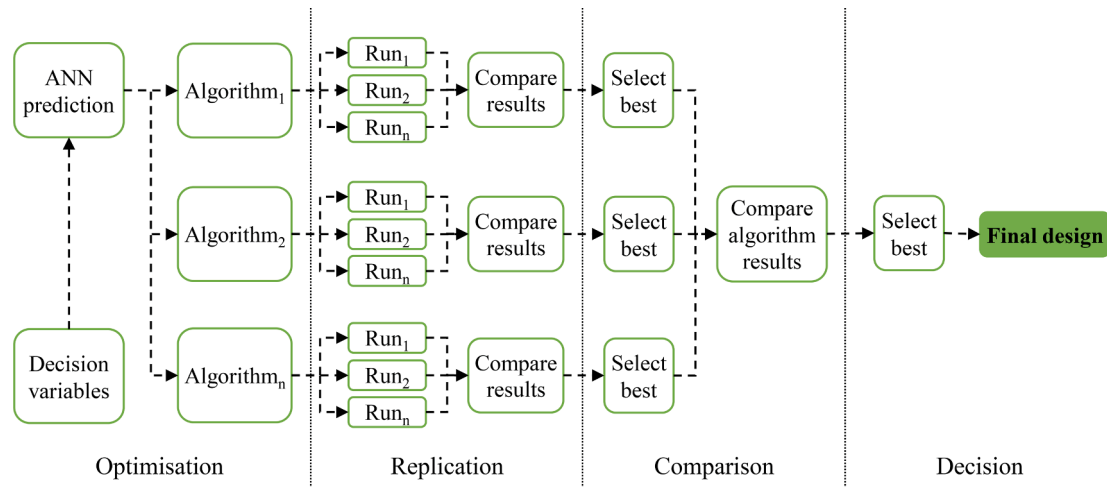 ANN
prediction
Algorithm₁
Run₁
Run₂
Runₙ
Compare
results
Select
best
Algorithm₂
Run₁
Run₂
Runₙ
Compare
results
Select
best
Compare
algorithm
results
Select
best
Final design
Decision
variables
Algorithmₙ
Run₁
Run₂
Runₙ
Compare
results
Select
best
Optimisation
Replication
Comparison
Decision